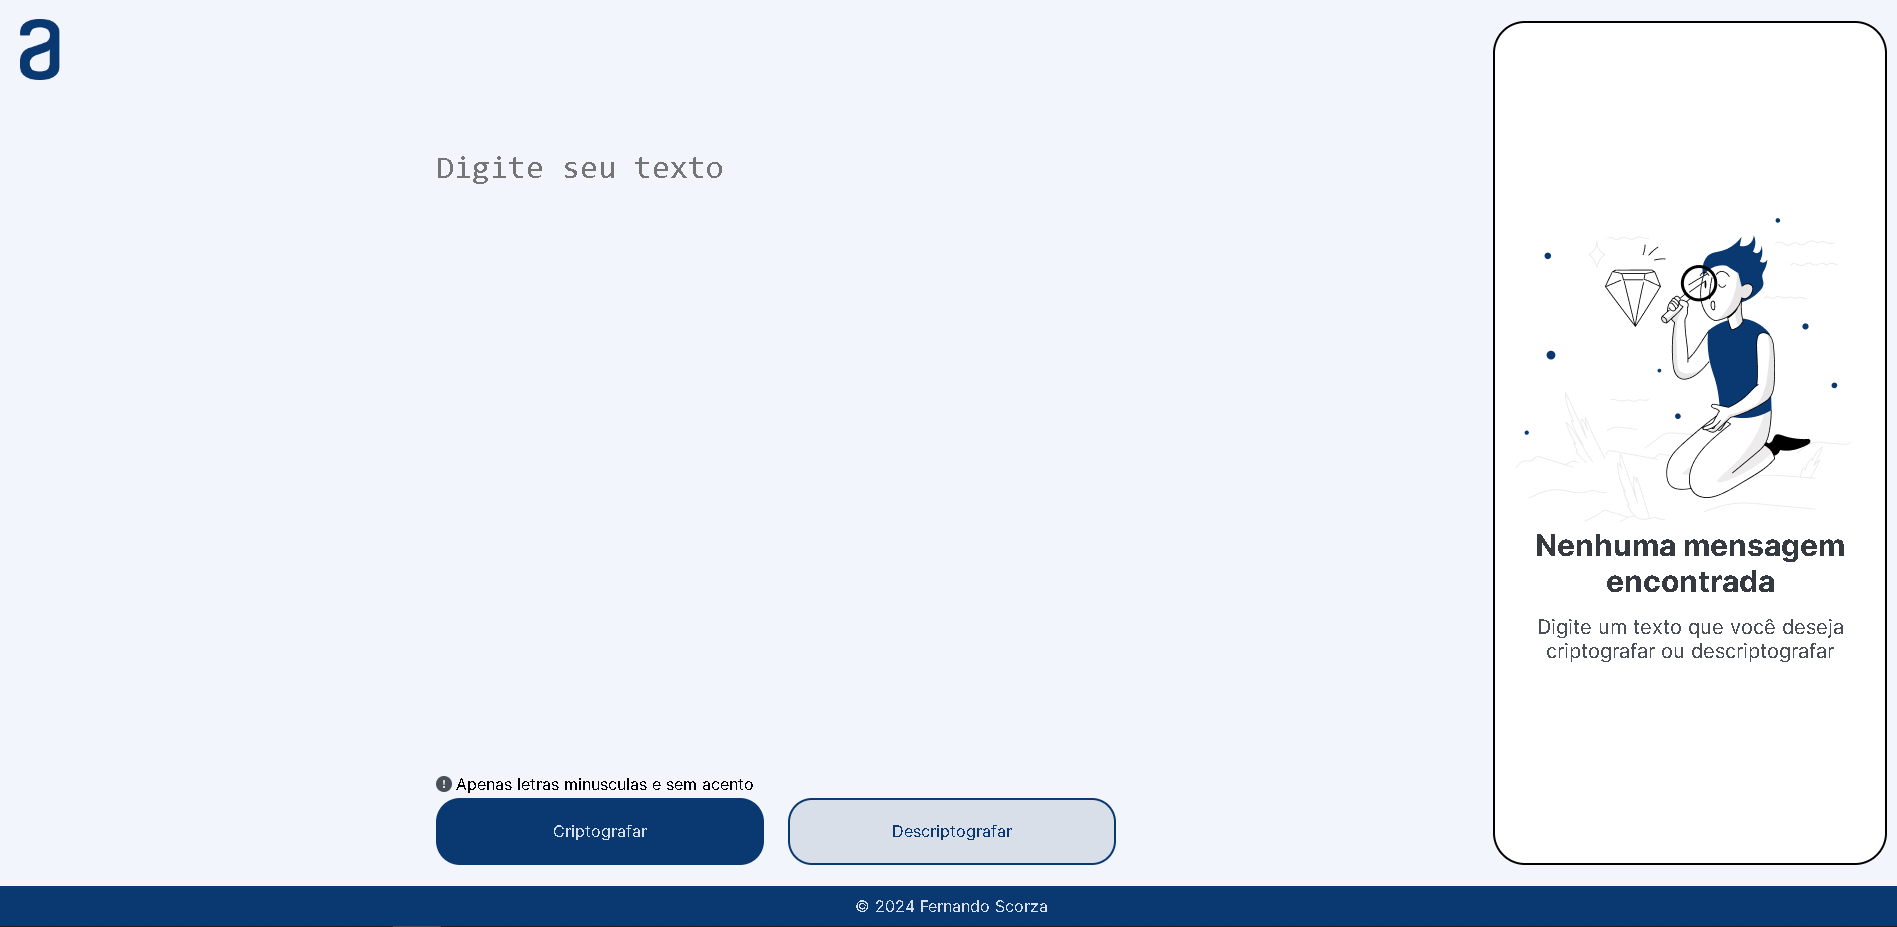 a
Digite seu texto
Apenas letras minusculas e sem acento
Criptografar
Descriptografar
Nenhuma mensagem
encontrada
Digite um texto que você deseja
criptografar ou descriptografar
© 2024 Fernando Scorza